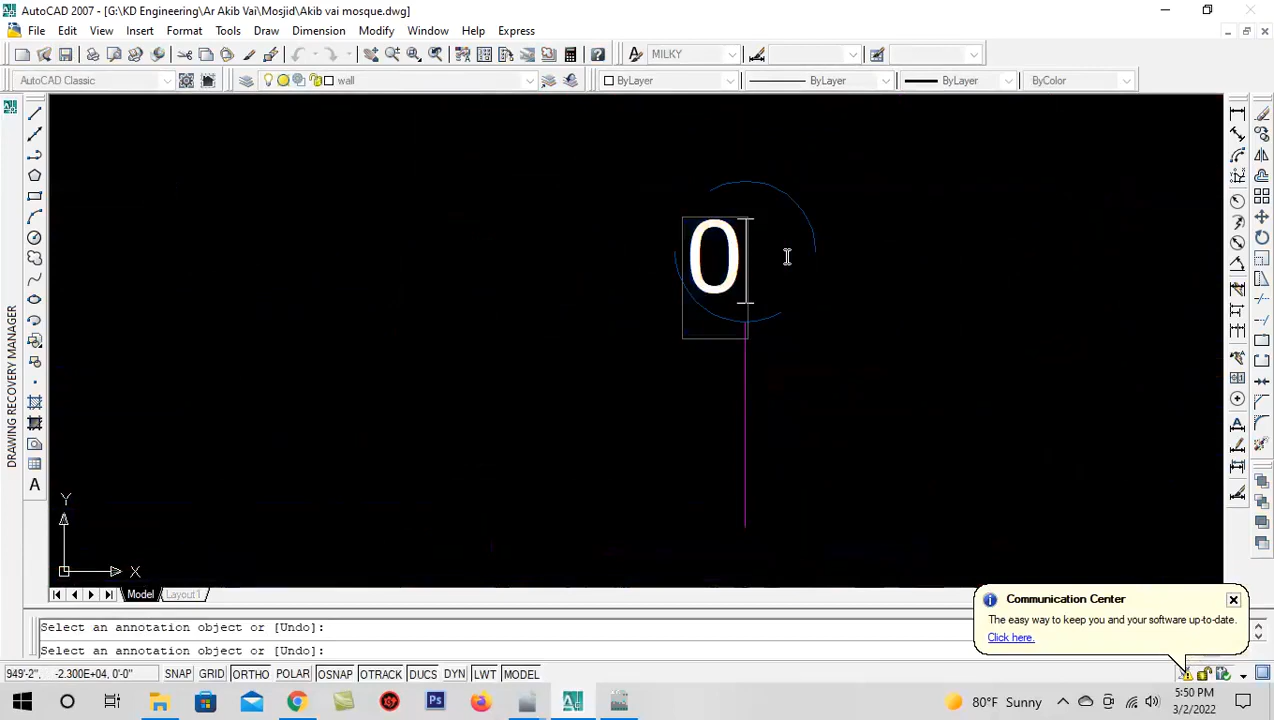 AutoCAD 2007 - [G:\KD Engineering\Ar Akib Vai\Mosjid\Akib vai mosque.dwg]
File Edit View Insert Format Tools Draw Dimension Modify Window Help Express
MILKY
AutoCAD Classic wall ByLayer ByLayer ByLayer ByColor
DRAWING RECOVERY MANAGER
0
A
Y
X
Model Layout1
Communication Center
The easy way to keep you and your software up-to-date.
Click here.
Select an annotation object or [Undo]:
Select an annotation object or [Undo]:
949'-2", -2.300E+04, 0'-0" SNAP GRID ORTHO POLAR OSNAP OTRACK DUCS DYN LWT MODEL
Ps
80°F Sunny
5:50 PM
3/2/2022